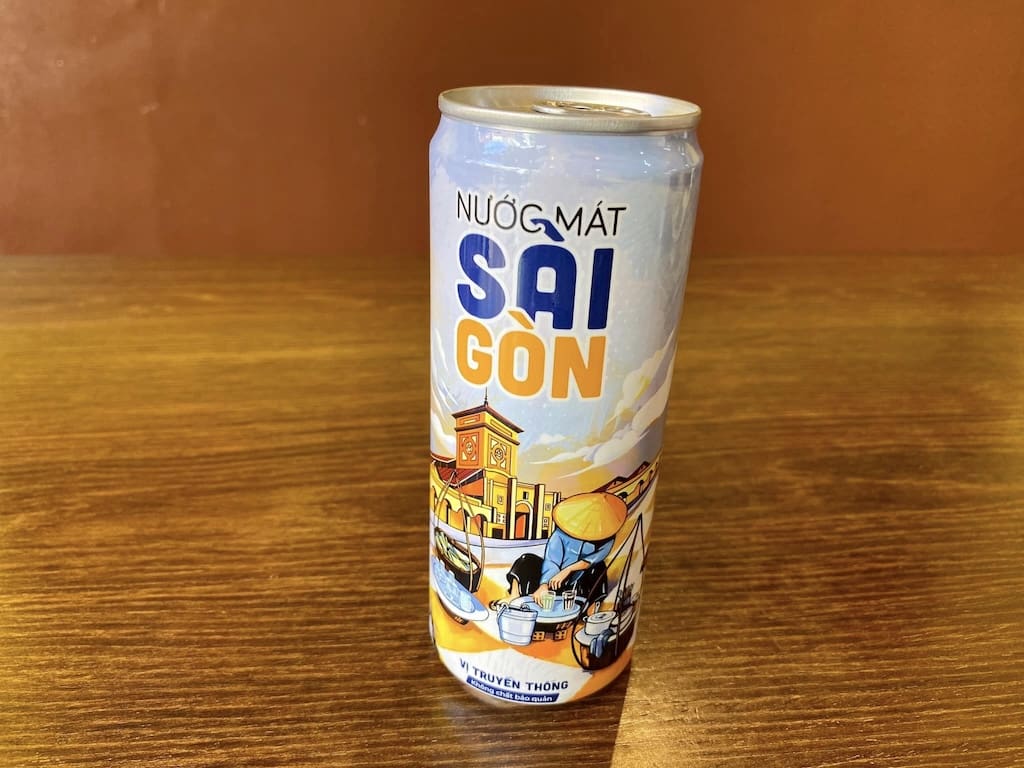 NƯỚC MÁT
SÀI
GÒN
VỊ TRUYỀN THỐNG
Không chất bảo quản